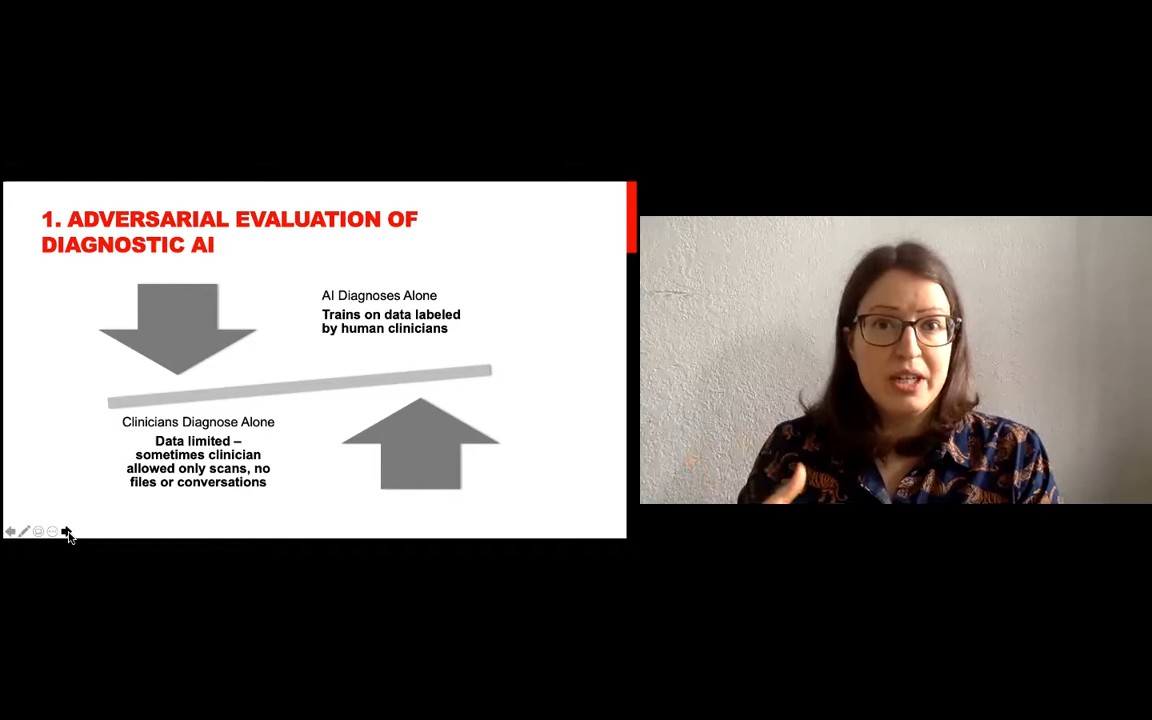 1. ADVERSARIAL EVALUATION OF
DIAGNOSTIC AI
AI Diagnoses Alone
Trains on data labeled
by human clinicians
Clinicians Diagnose Alone
Data limited –
sometimes clinician
allowed only scans, no
files or conversations